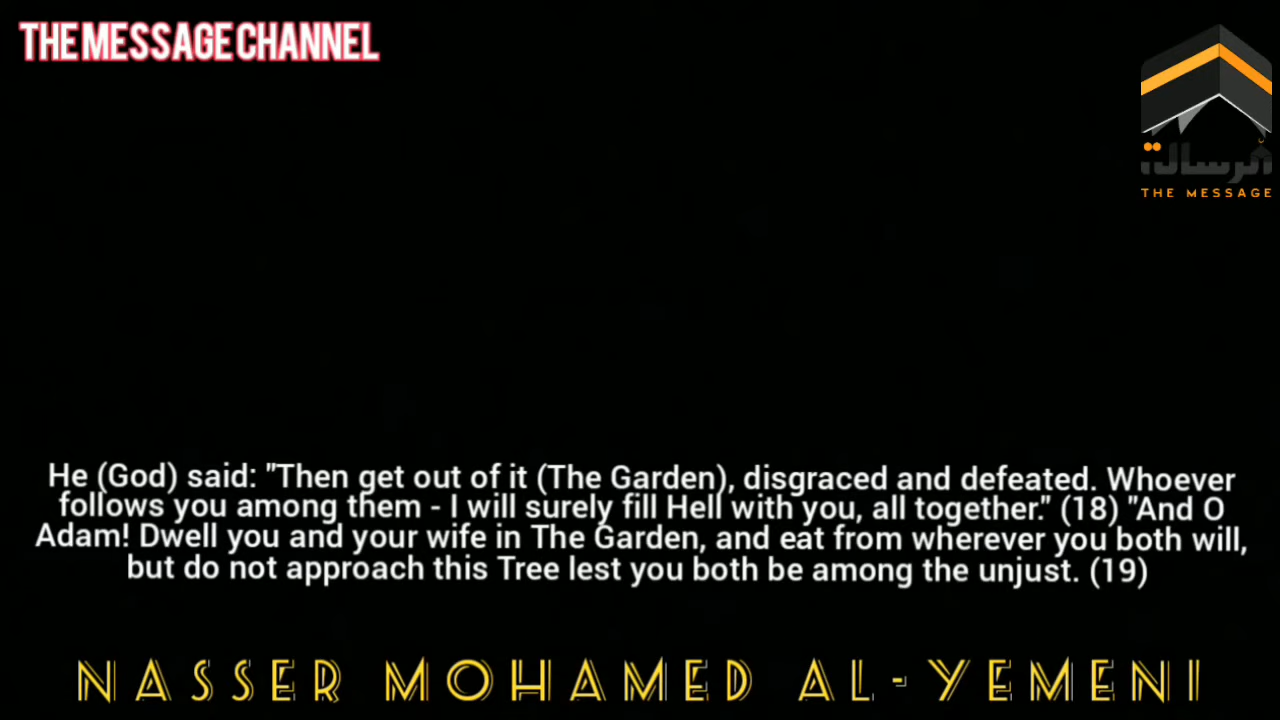 THE MESSAGE CHANNEL
الرسالة
THE MESSAGE
He (God) said: "Then get out of it (The Garden), disgraced and defeated. Whoever
follows you among them - I will surely fill Hell with you, all together." (18) "And O
Adam! Dwell you and your wife in The Garden, and eat from wherever you both will,
but do not approach this Tree lest you both be among the unjust. (19)
NASSER MOHAMED AL-YEMENI